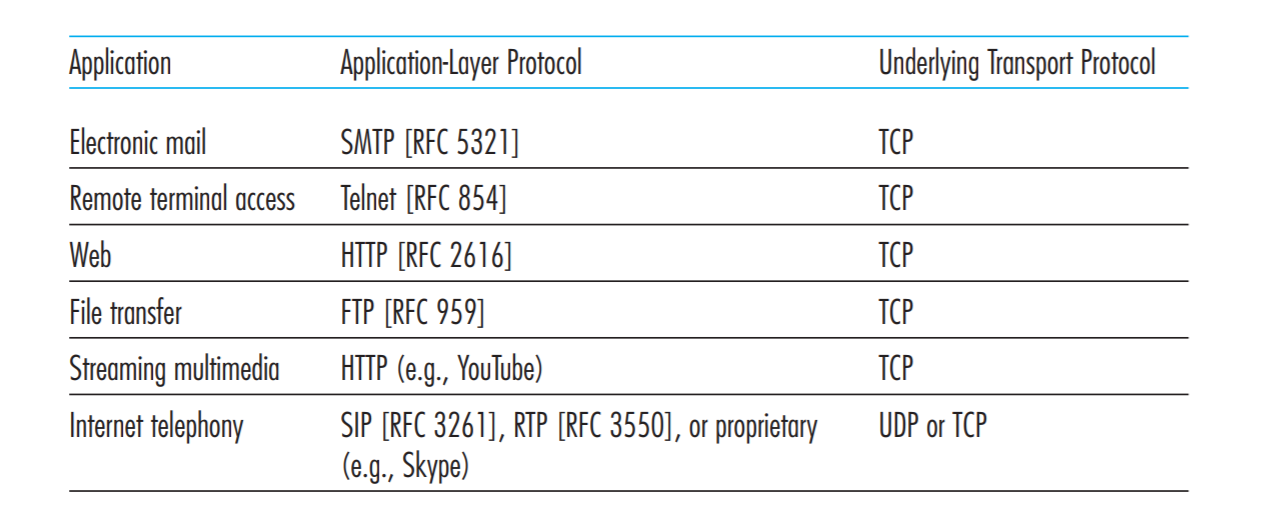 Application Application-Layer Protocol Underlying Transport Protocol
Electronic mail SMTP [RFC 5321] TCP
Remote terminal access Telnet [RFC 854] TCP
Web HTTP [RFC 2616] TCP
File transfer FTP [RFC 959] TCP
Streaming multimedia HTTP (e.g., YouTube) TCP
Internet telephony SIP [RFC 3261], RTP [RFC 3550], or proprietary UDP or TCP
(e.g., Skype)